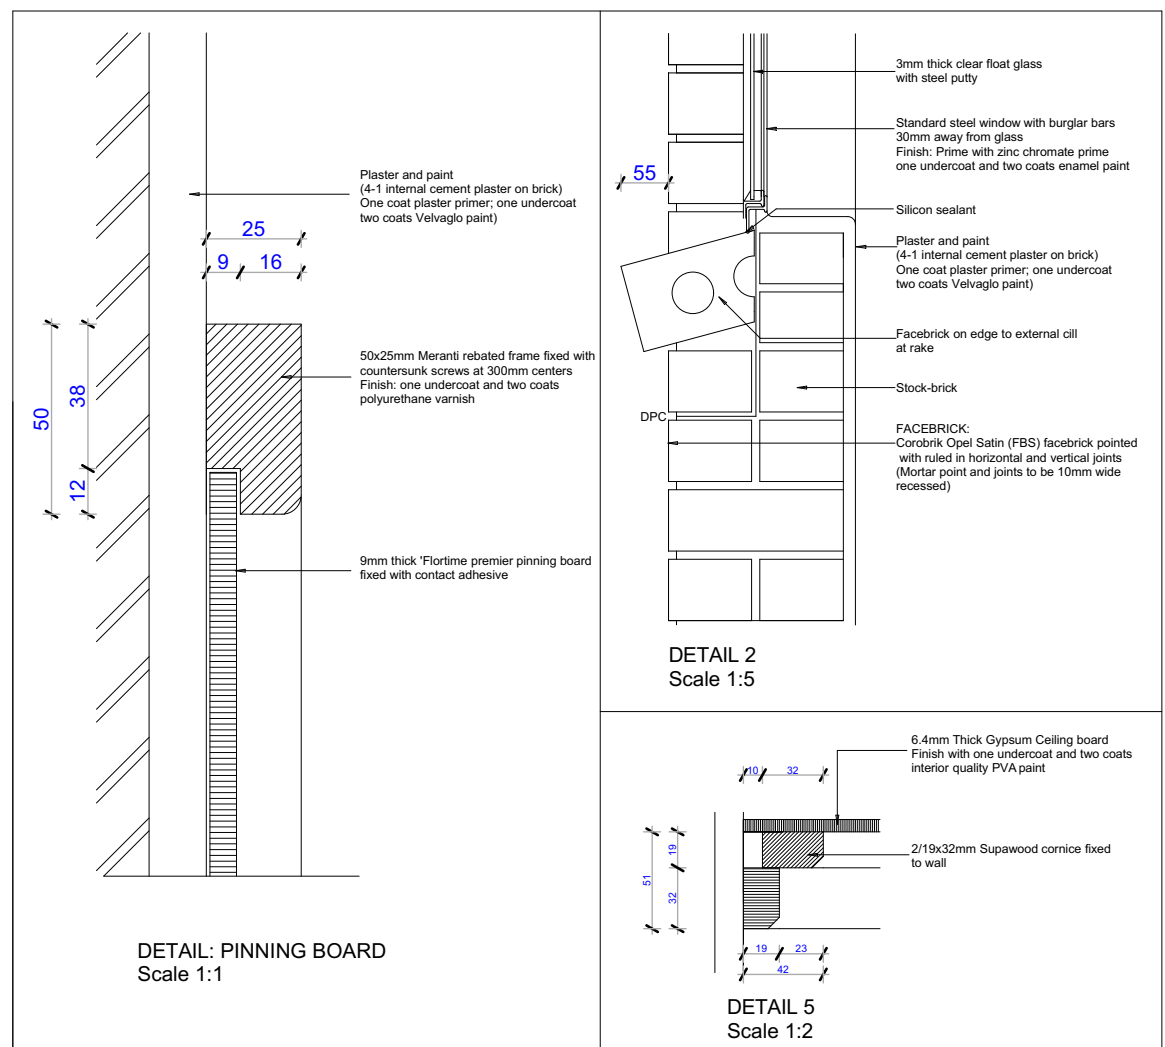 Plaster and paint
(4-1 internal cement plaster on brick)
One coat plaster primer; one undercoat
two coats Velvaglo paint)
25
9
16
50
38
12
50x25mm Meranti rebated frame fixed with
countersunk screws at 300mm centers
Finish: one undercoat and two coats
polyurethane varnish
9mm thick 'Flortime premier pinning board
fixed with contact adhesive
DETAIL: PINNING BOARD
Scale 1:1
3mm thick clear float glass
with steel putty
Standard steel window with burglar bars
30mm away from glass
Finish: Prime with zinc chromate prime
one undercoat and two coats enamel paint
55
Silicon sealant
Plaster and paint
(4-1 internal cement plaster on brick)
One coat plaster primer; one undercoat
two coats Velvaglo paint)
Facebrick on edge to external cill
at rake
Stock-brick
DPC
FACEBRICK:
Corobrik Opel Satin (FBS) facebrick pointed
with ruled in horizontal and vertical joints
(Mortar point and joints to be 10mm wide
recessed)
DETAIL 2
Scale 1:5
6.4mm Thick Gypsum Ceiling board
Finish with one undercoat and two coats
interior quality PVA paint
10
32
2/19x32mm Supawood cornice fixed
to wall
51
19
32
19
23
42
DETAIL 5
Scale 1:2